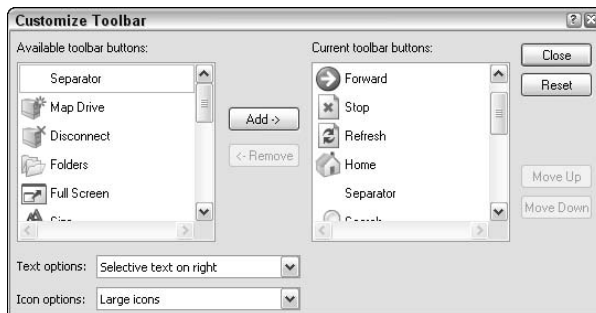 Customize Toolbar
Available toolbar buttons:
Separator
Map Drive
Disconnect
Folders
Full Screen
Size
Add ->
<- Remove
Current toolbar buttons:
Forward
Stop
Refresh
Home
Separator
Search
Close
Reset
Move Up
Move Down
Text options: Selective text on right
Icon options: Large icons